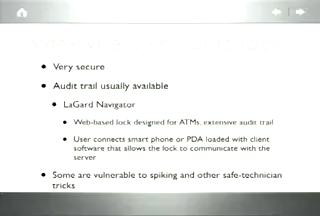 Very secure
Audit trail usually available
LaGard Navigator
Web-based lock designed for ATMs, extensive audit trail
User connects smart phone or PDA loaded with client
software that allows the lock to communicate with the
server
Some are vulnerable to spiking and other safe-technician
tricks